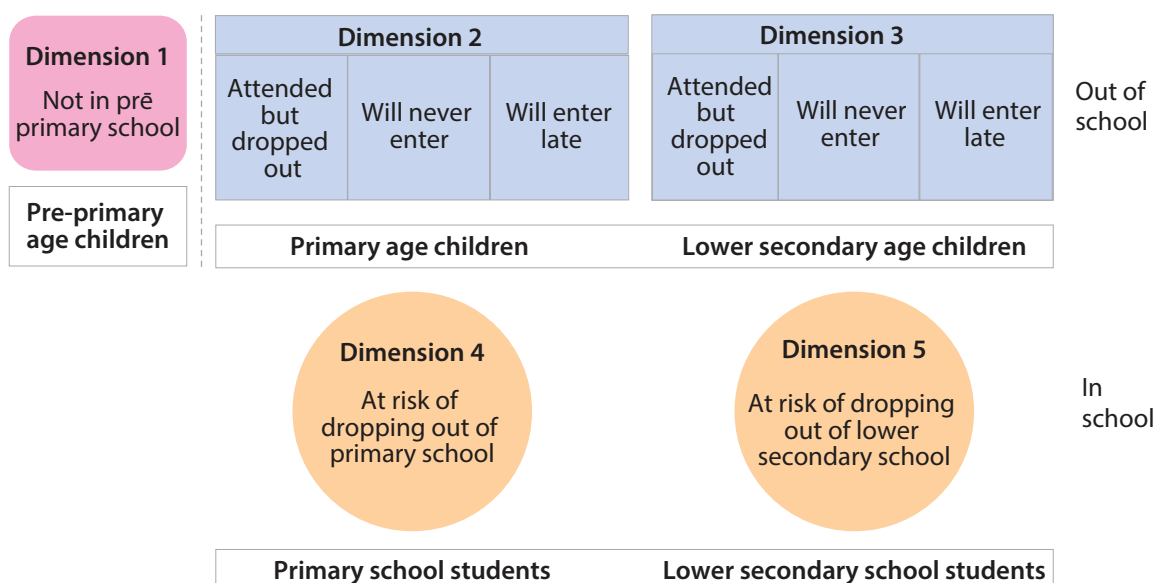 Dimension 1
Not in prē
primary school
Pre-primary
age children
Dimension 2
Attended
but
dropped
out
Will never
enter
Will enter
late
Primary age children
Dimension 3
Attended
but
dropped
out
Will never
enter
Will enter
late
Lower secondary age children
Out of
school
Dimension 4
At risk of
dropping out of
primary school
Dimension 5
At risk of dropping
out of lower
secondary school
In
school
Primary school students
Lower secondary school students